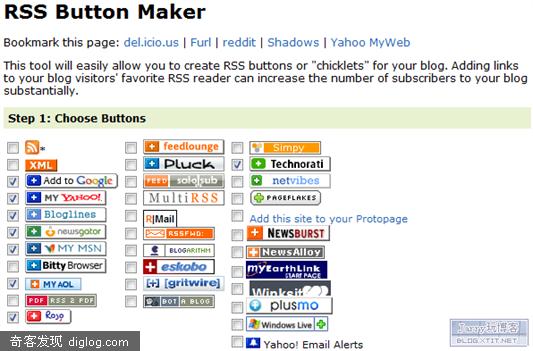 RSS Button Maker
Bookmark this page: del.icio.us | Furl | reddit | Shadows | Yahoo MyWeb
This tool will easily allow you to create RSS buttons or "chicklets" for your blog. Adding links
to your blog visitors' favorite RSS reader can increase the number of subscribers to your blog
substantially.
Step 1: Choose Buttons
*
XML
Add to Google
MY YAHOO!
Bloglines
newsgator
MY MSN
Bitty Browser
MY AOL
PDF RSS 2 PDF
Rojo
feedlounge
Pluck
FEED solosub
MultiRSS
R|Mail
RSSFWD:
BLOGARITHM
eskobo
[gritwire]
BOT A BLOG
Simpy
Technorati
netvibes
PAGEFLAKES
Add this site to your Protopage
NEWSBURST
NewsAlloy
myEarthLink
START PAGE
plusmo
Windows Live
Yahoo! Email Alerts
奇客发现 diglog.com
BLOG.XTIT.NET